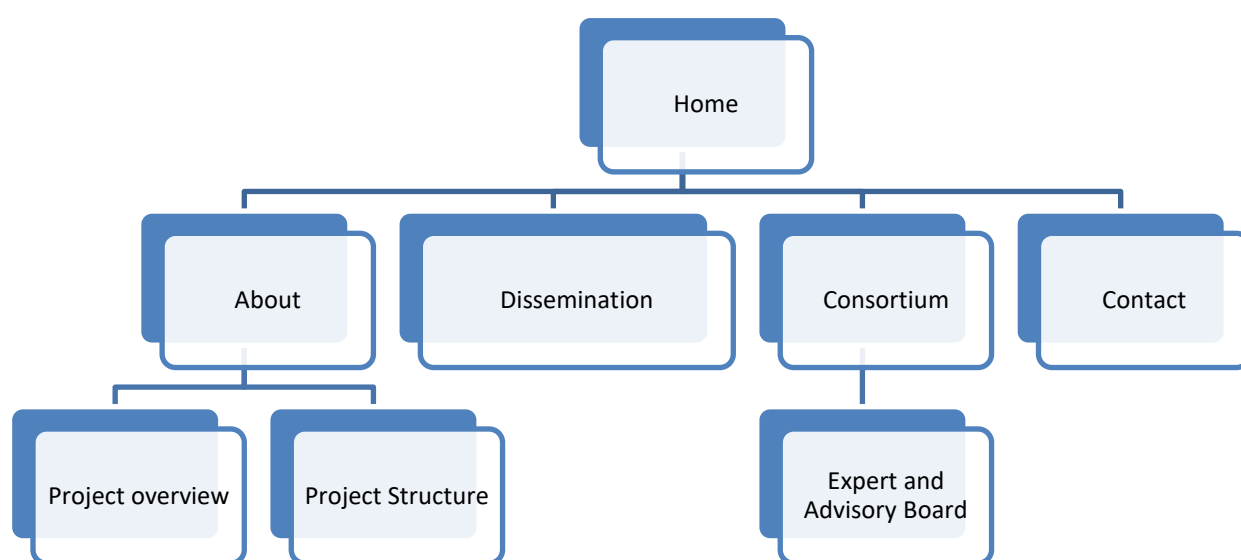 Home
About
Dissemination
Consortium
Contact
Project overview
Project Structure
Expert and
Advisory Board